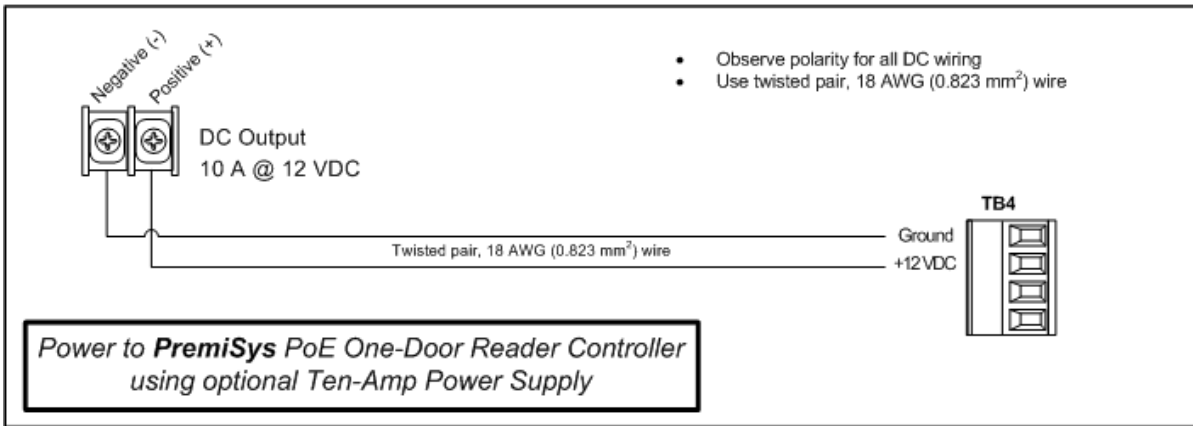 Negative (-)
Positive (+)
DC Output
10 A @ 12 VDC
• Observe polarity for all DC wiring
• Use twisted pair, 18 AWG (0.823 mm²) wire
TB4
Ground
Twisted pair, 18 AWG (0.823 mm²) wire
+12 VDC
Power to PremiSys PoE One-Door Reader Controller
using optional Ten-Amp Power Supply